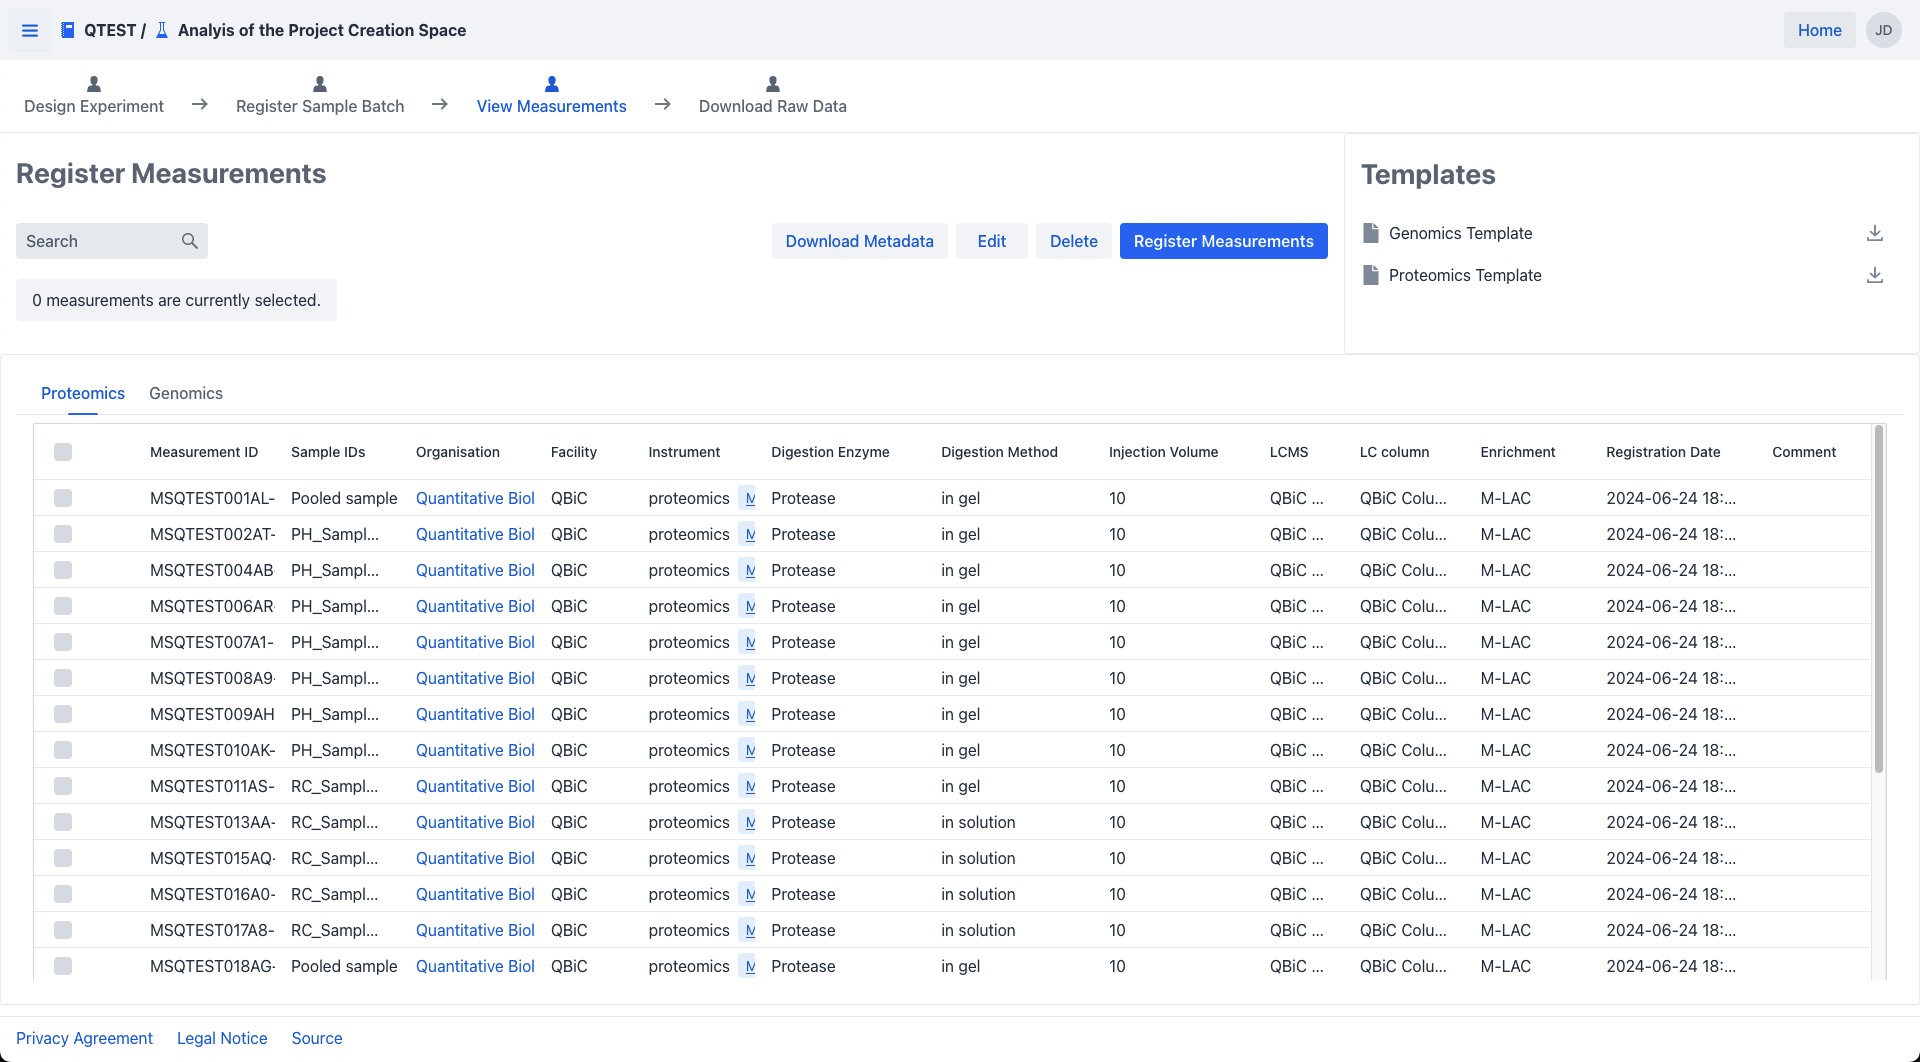 QTEST / Analyis of the Project Creation Space Home JD
Design Experiment → Register Sample Batch → View Measurements → Download Raw Data
Register Measurements
Search Download Metadata Edit Delete Register Measurements
0 measurements are currently selected.
Templates
Genomics Template
Proteomics Template
Proteomics Genomics
Measurement ID Sample IDs Organisation Facility Instrument Digestion Enzyme Digestion Method Injection Volume LCMS LC column Enrichment Registration Date Comment
MSQTEST001AL- Pooled sample Quantitative Biol QBiC proteomics M Protease in gel 10 QBiC ... QBiC Colu... M-LAC 2024-06-24 18:...
MSQTEST002AT- PH_Sampl... Quantitative Biol QBiC proteomics M Protease in gel 10 QBiC ... QBiC Colu... M-LAC 2024-06-24 18:...
MSQTEST004AB PH_Sampl... Quantitative Biol QBiC proteomics M Protease in gel 10 QBiC ... QBiC Colu... M-LAC 2024-06-24 18:...
MSQTEST006AR- PH_Sampl... Quantitative Biol QBiC proteomics M Protease in gel 10 QBiC ... QBiC Colu... M-LAC 2024-06-24 18:...
MSQTEST007A1- PH_Sampl... Quantitative Biol QBiC proteomics M Protease in gel 10 QBiC ... QBiC Colu... M-LAC 2024-06-24 18:...
MSQTEST008A9- PH_Sampl... Quantitative Biol QBiC proteomics M Protease in gel 10 QBiC ... QBiC Colu... M-LAC 2024-06-24 18:...
MSQTEST009AH PH_Sampl... Quantitative Biol QBiC proteomics M Protease in gel 10 QBiC ... QBiC Colu... M-LAC 2024-06-24 18:...
MSQTEST010AK- PH_Sampl... Quantitative Biol QBiC proteomics M Protease in gel 10 QBiC ... QBiC Colu... M-LAC 2024-06-24 18:...
MSQTEST011AS- RC_Sampl... Quantitative Biol QBiC proteomics M Protease in gel 10 QBiC ... QBiC Colu... M-LAC 2024-06-24 18:...
MSQTEST013AA- RC_Sampl... Quantitative Biol QBiC proteomics M Protease in solution 10 QBiC ... QBiC Colu... M-LAC 2024-06-24 18:...
MSQTEST015AQ- RC_Sampl... Quantitative Biol QBiC proteomics M Protease in solution 10 QBiC ... QBiC Colu... M-LAC 2024-06-24 18:...
MSQTEST016A0- RC_Sampl... Quantitative Biol QBiC proteomics M Protease in solution 10 QBiC ... QBiC Colu... M-LAC 2024-06-24 18:...
MSQTEST017A8- RC_Sampl... Quantitative Biol QBiC proteomics M Protease in solution 10 QBiC ... QBiC Colu... M-LAC 2024-06-24 18:...
MSQTEST018AG- Pooled sample Quantitative Biol QBiC proteomics M Protease in gel 10 QBiC ... QBiC Colu... M-LAC 2024-06-24 18:...
Privacy Agreement Legal Notice Source